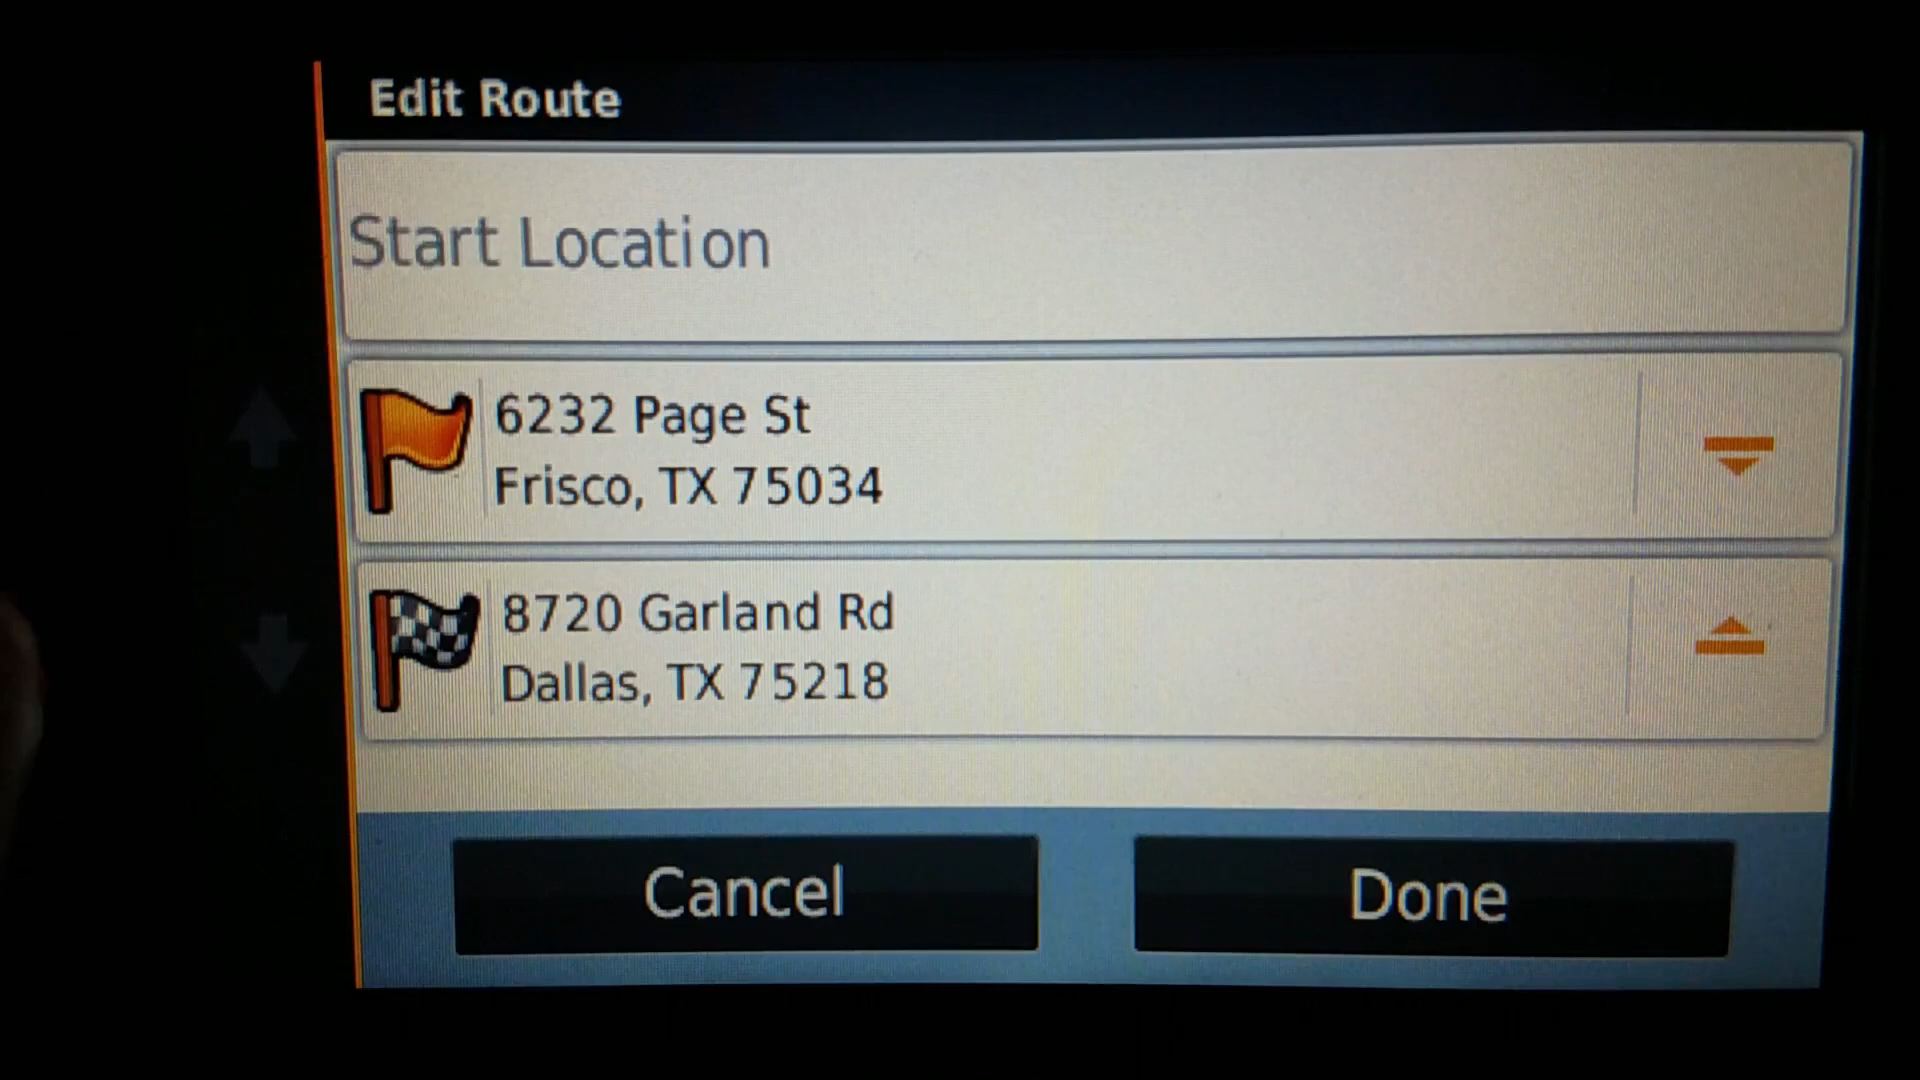 Edit Route
Start Location
6232 Page St
Frisco, TX 75034
8720 Garland Rd
Dallas, TX 75218
Cancel
Done